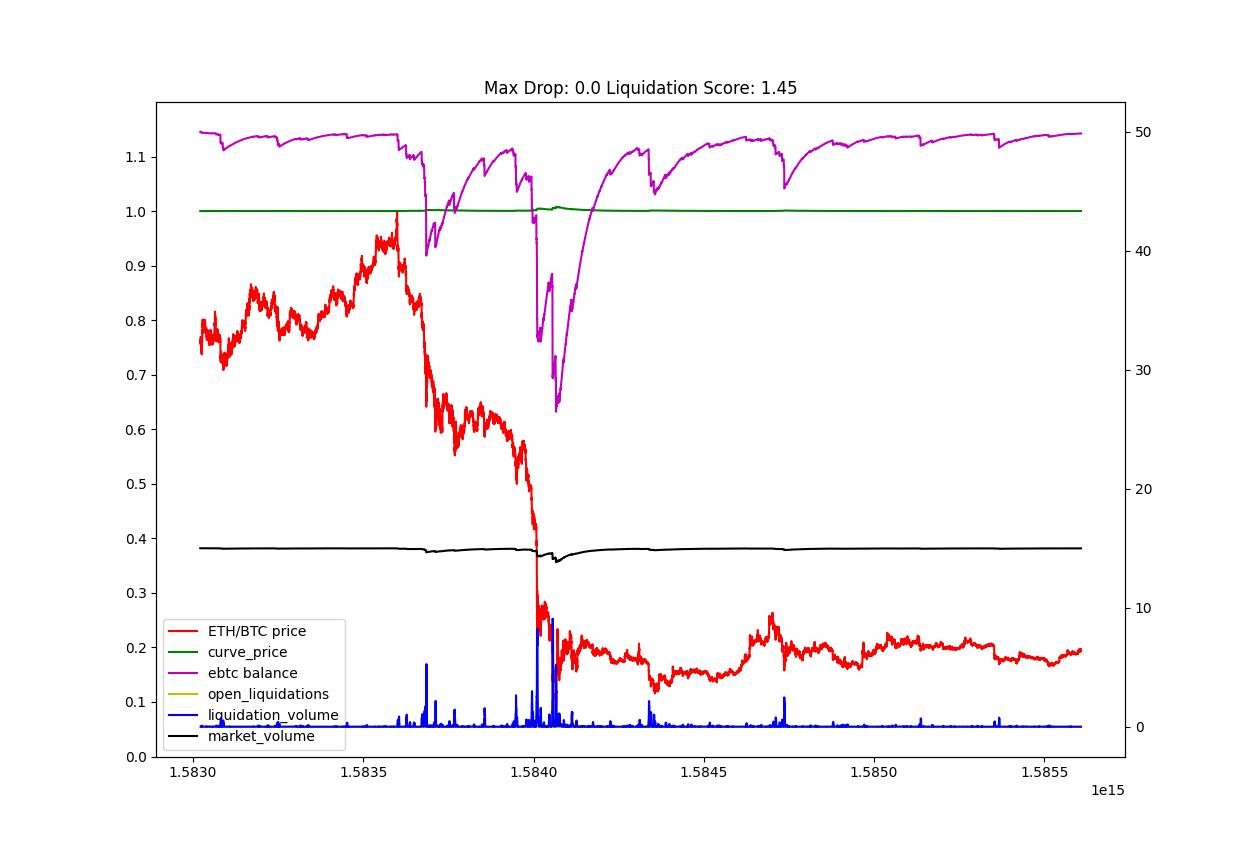 Max Drop: 0.0 Liquidation Score: 1.45
1.1
1.0
0.9
0.8
0.7
0.6
0.5
0.4
0.3
0.2
0.1
0.0
50
40
30
20
10
0
ETH/BTC price
curve_price
ebtc balance
open_liquidations
liquidation_volume
market_volume
1.5830 1.5835 1.5840 1.5845 1.5850 1.5855
1e15